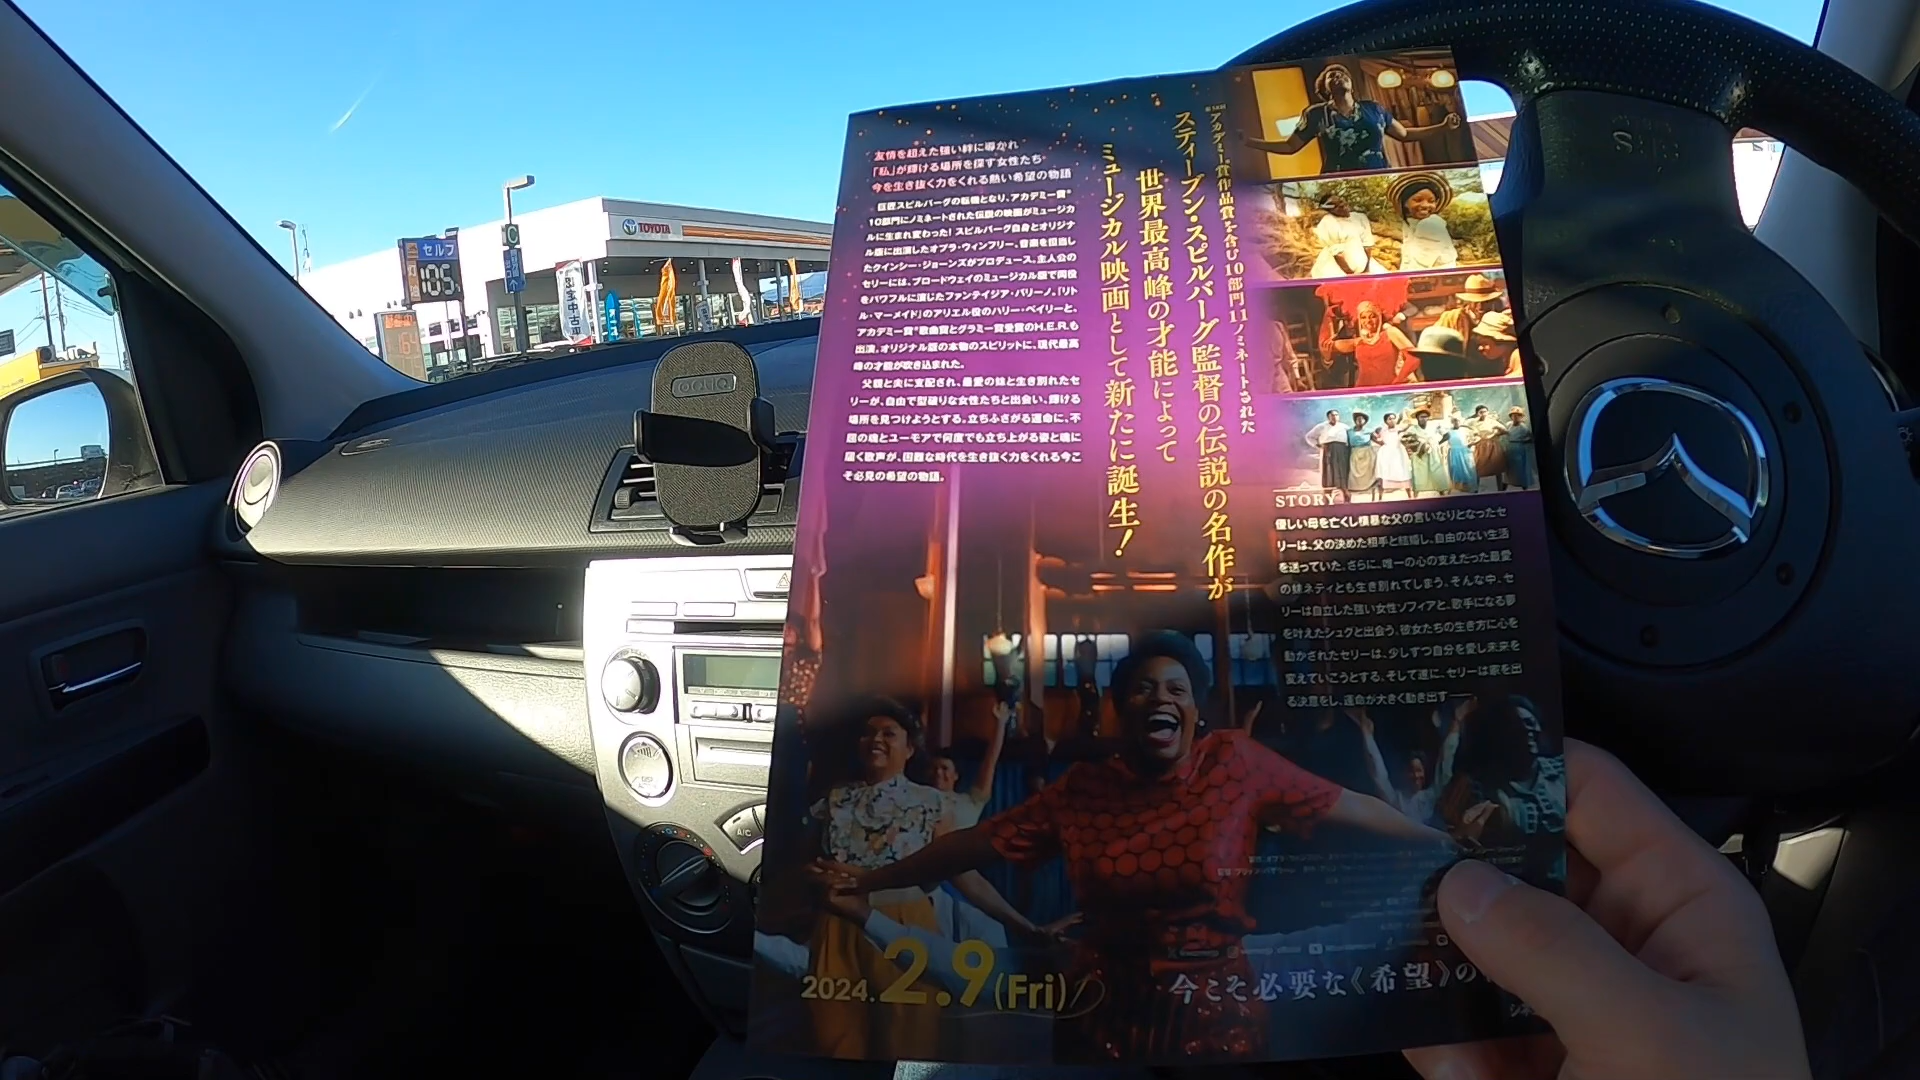 セルフ
105
164
C
TOYOTA
S
A/C
友情を超えた強い絆に導かれ
「私」が輝ける場所を探す女性たち
今を生き抜く力をくれる熱い希望の物語
巨匠スピルバーグの転機となり、アカデミー賞®
10部門にノミネートされた伝説の映画がミュージカ
ルに生まれ変わった!スピルバーグ自身とオリジナ
ル版に出演したオプラ・ウィンフリー、音楽を担当し
たクインシー・ジョーンズがプロデュース。主人公の
セリーには、ブロードウェイのミュージカル版で同役
をパワフルに演じたファンテイジア・バリーノ。『リト
ル・マーメイド』のアリエル役のハリー・ベイリーと、
アカデミー賞®歌曲賞とグラミー賞受賞のH.E.R.も
出演。オリジナル版の本物のスピリットに、現代最高
峰の才能が吹き込まれた。
父親と夫に支配され、最愛の妹と生き別れたセ
リーが、自由で型破りな女性たちと出会い、輝ける
場所を見つけようとする。立ちふさがる運命に、不
屈の魂とユーモアで何度でも立ち上がる姿と魂に
届く歌声が、困難な時代を生き抜く力をくれる今こ
そ必見の希望の物語。
アカデミー賞作品賞を含む10部門11ノミネートされた
スティーブン・スピルバーグ監督の伝説の名作が
世界最高峰の才能によって
ミュージカル映画として新たに誕生!
STORY
優しい母を亡くし横暴な父の言いなりとなったセ
リーは、父の決めた相手と結婚し、自由のない生活
を送っていた。さらに、唯一の心の支えだった最愛
の妹ネティとも生き別れてしまう。そんな中、セ
リーは自立した強い女性ソフィアと、歌手になる夢
を叶えたシュグと出会う。彼女たちの生き方に心を
動かされたセリーは、少しずつ自分を愛し未来を
変えていこうとする。そして遂に、セリーは家を出
る決意をし、運命が大きく動き出す──
2024.2.9(Fri)
今こそ必要な《希望》の